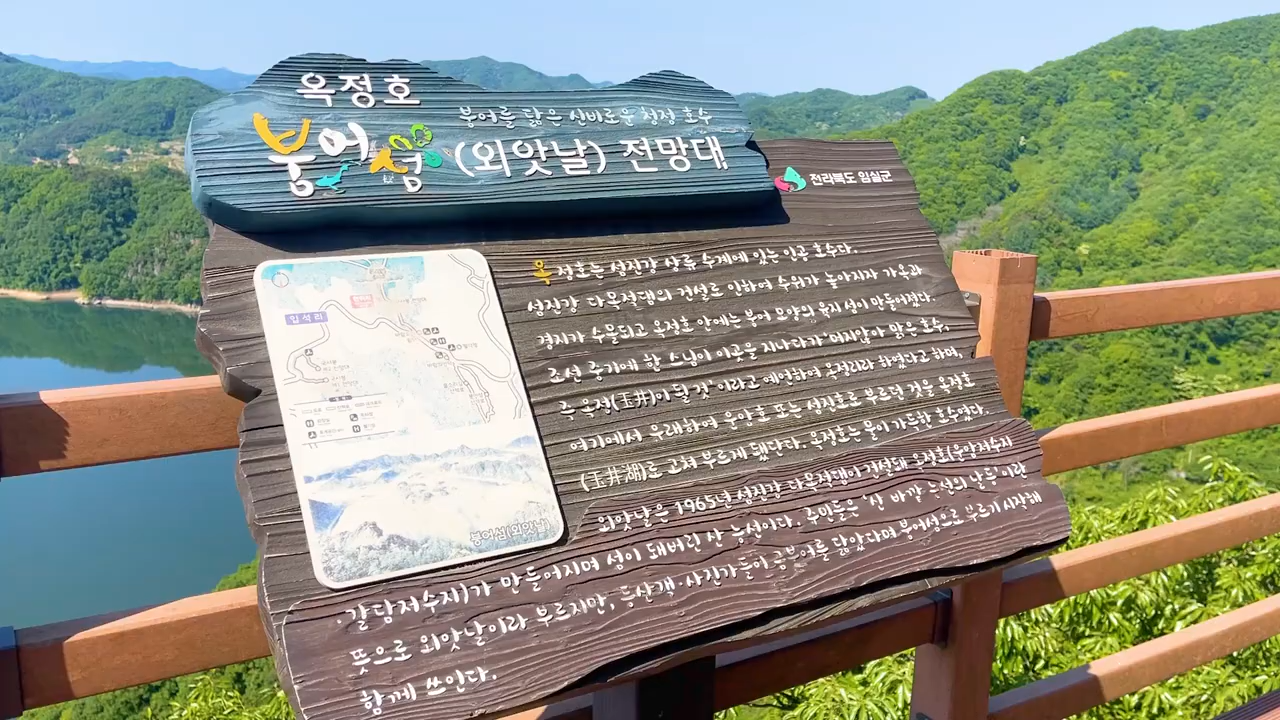 옥정호
붕어를 닮은 신비로운 청정 호수
붕어섬 (외앗날) 전망대
전라북도 임실군
옥정호는 섬진강 상류 수계에 있는 인공 호수다.
섬진강 다목적댐의 건설로 인하여 수위가 높아지자 가옥과
경지가 수몰되고 옥정호 안에는 붕어 모양의 육지 섬이 만들어졌다.
조선 중기에 한 스님이 이곳을 지나다가 '머지않아 맑은 호수,
즉 옥정(玉井)이 될 것' 이라고 예언하여 옥정리라 하였다고 하며,
여기에서 유래하여 운암호 또는 섬진호로 부르던 것을 옥정호
(玉井湖)로 고쳐 부르게 됐단다. 옥정호는 물이 가득한 호수였다.
외앗날은 1965년 섬진강 다목적댐이 건설돼 옥정호(운암저수지
·갈담저수지)가 만들어지며 섬이 돼버린 산 능선이다. 주민들은 '산 바깥 능선의 날등' 이란
뜻으로 외앗날이라 부르지만, 등산객·사진가들이 금붕어를 닮았다며 붕어섬으로 부르기 시작해
함께 쓰인다.
입석리
붕어섬(외앗날)